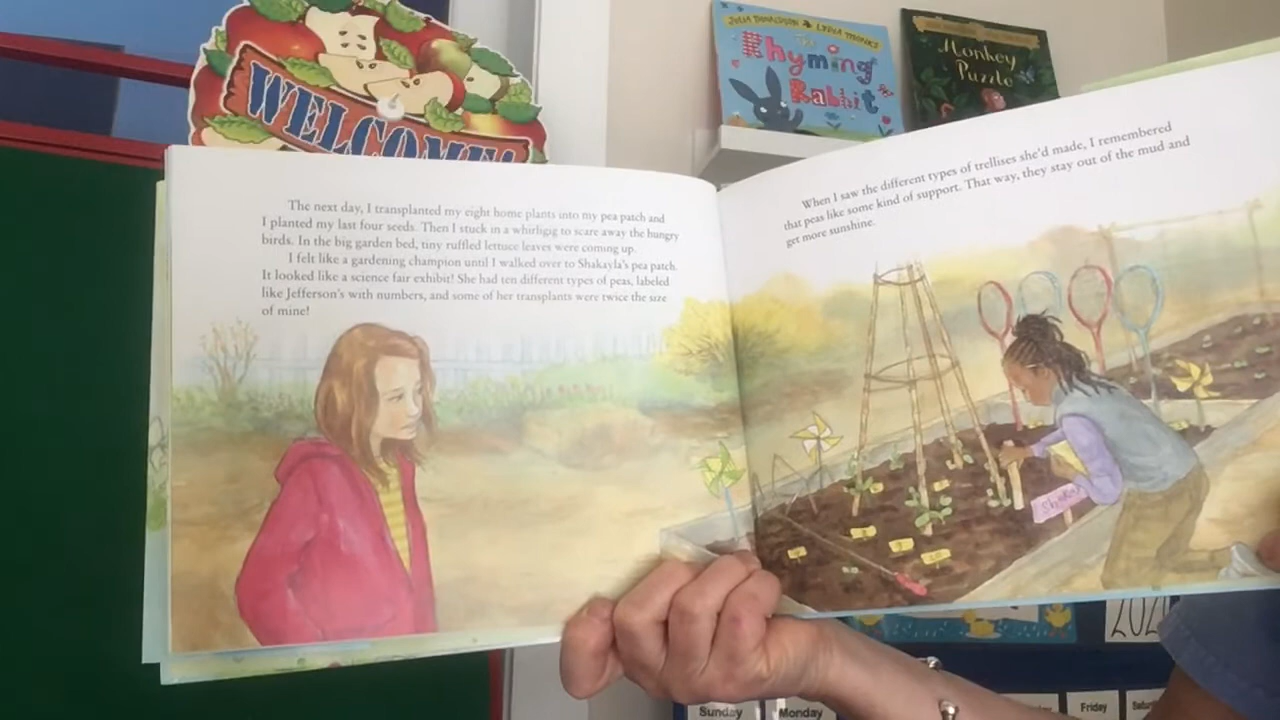 WELCOME!
JULIA DONALDSON & LYDIA MONKS
The
Rhyming
Rabbit
Monkey
Puzzle
The next day, I transplanted my eight home plants into my pea patch and
I planted my last four seeds. Then I stuck in a whirligig to scare away the hungry
birds. In the big garden bed, tiny ruffled lettuce leaves were coming up.
I felt like a gardening champion until I walked over to Shakayla's pea patch.
It looked like a science fair exhibit! She had ten different types of peas, labeled
like Jefferson's with numbers, and some of her transplants were twice the size
of mine!
When I saw the different types of trellises she'd made, I remembered
that peas like some kind of support. That way, they stay out of the mud and
get more sunshine.
Sunday
Monday
Friday